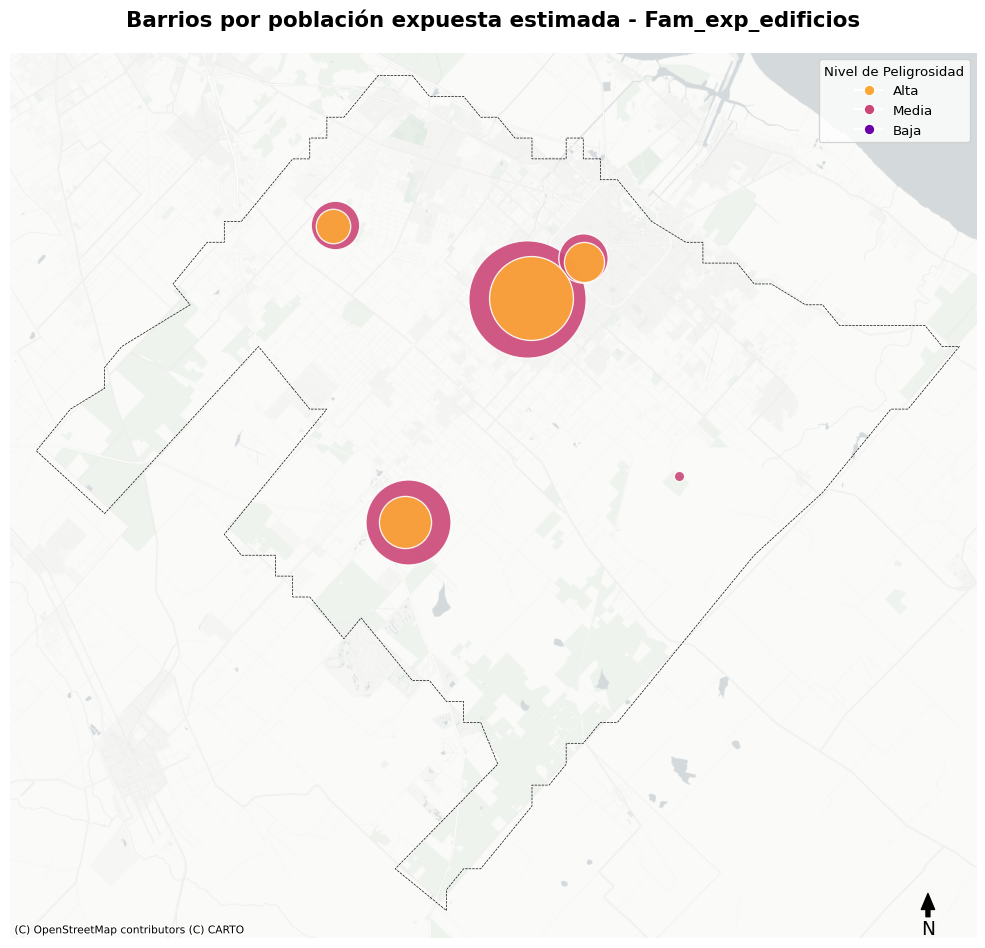 Barrios por población expuesta estimada - Fam_exp_edificios
Nivel de Peligrosidad
Alta
Media
Baja
N
(C) OpenStreetMap contributors (C) CARTO